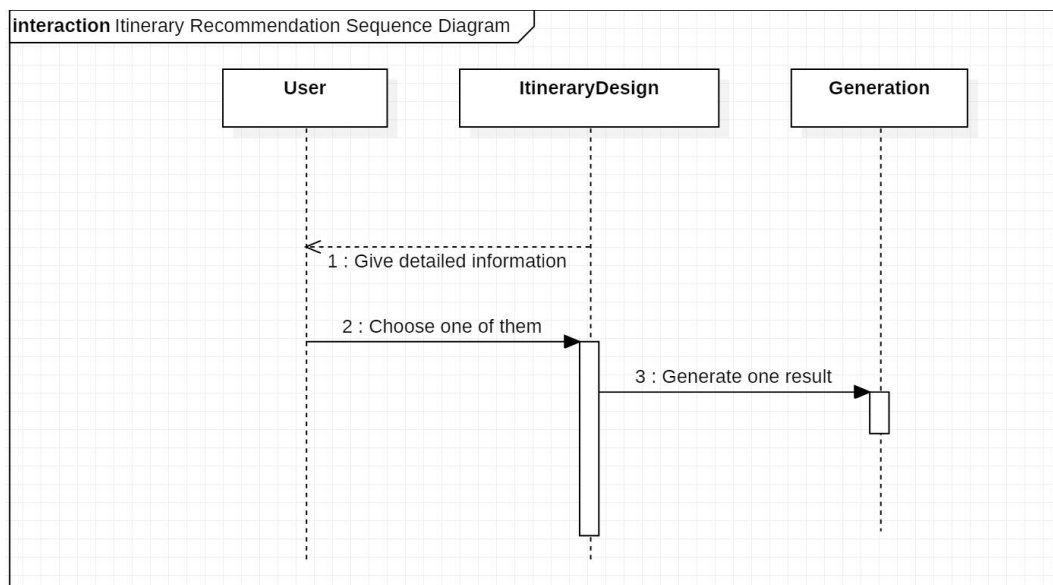 interaction Itinerary Recommendation Sequence Diagram
User
ItineraryDesign
Generation
1 : Give detailed information
2 : Choose one of them
3 : Generate one result